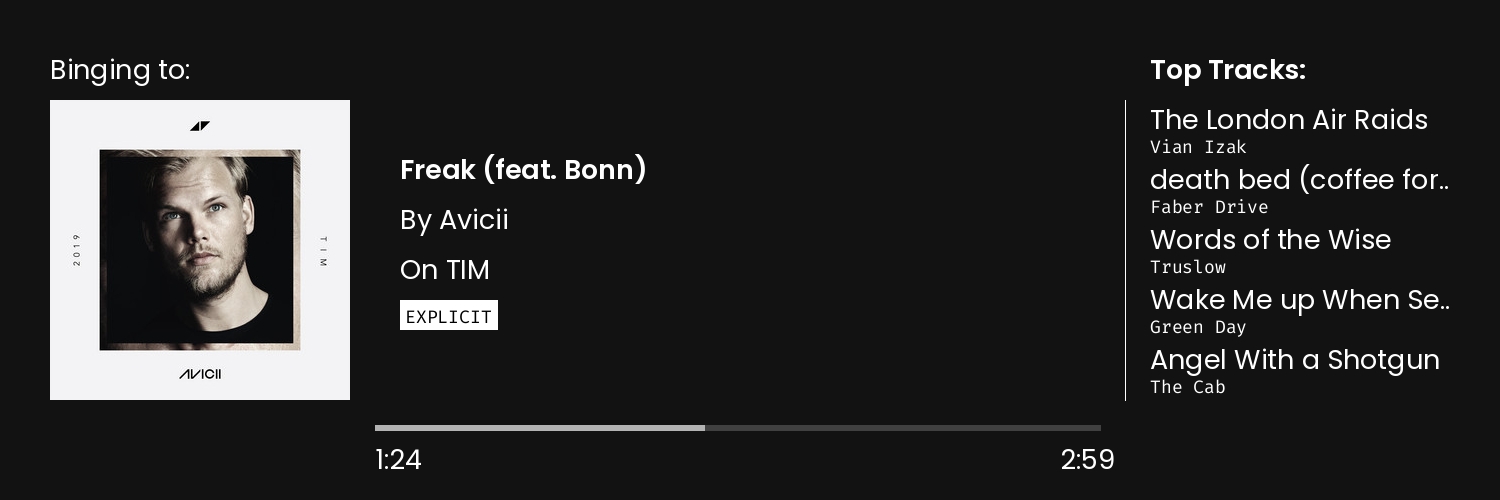 Binging to:
2019
TIM
AVICII
Freak (feat. Bonn)
By Avicii
On TIM
EXPLICIT
1:24
2:59
Top Tracks:
The London Air Raids
Vian Izak
death bed (coffee for..
Faber Drive
Words of the Wise
Truslow
Wake Me up When Se..
Green Day
Angel With a Shotgun
The Cab